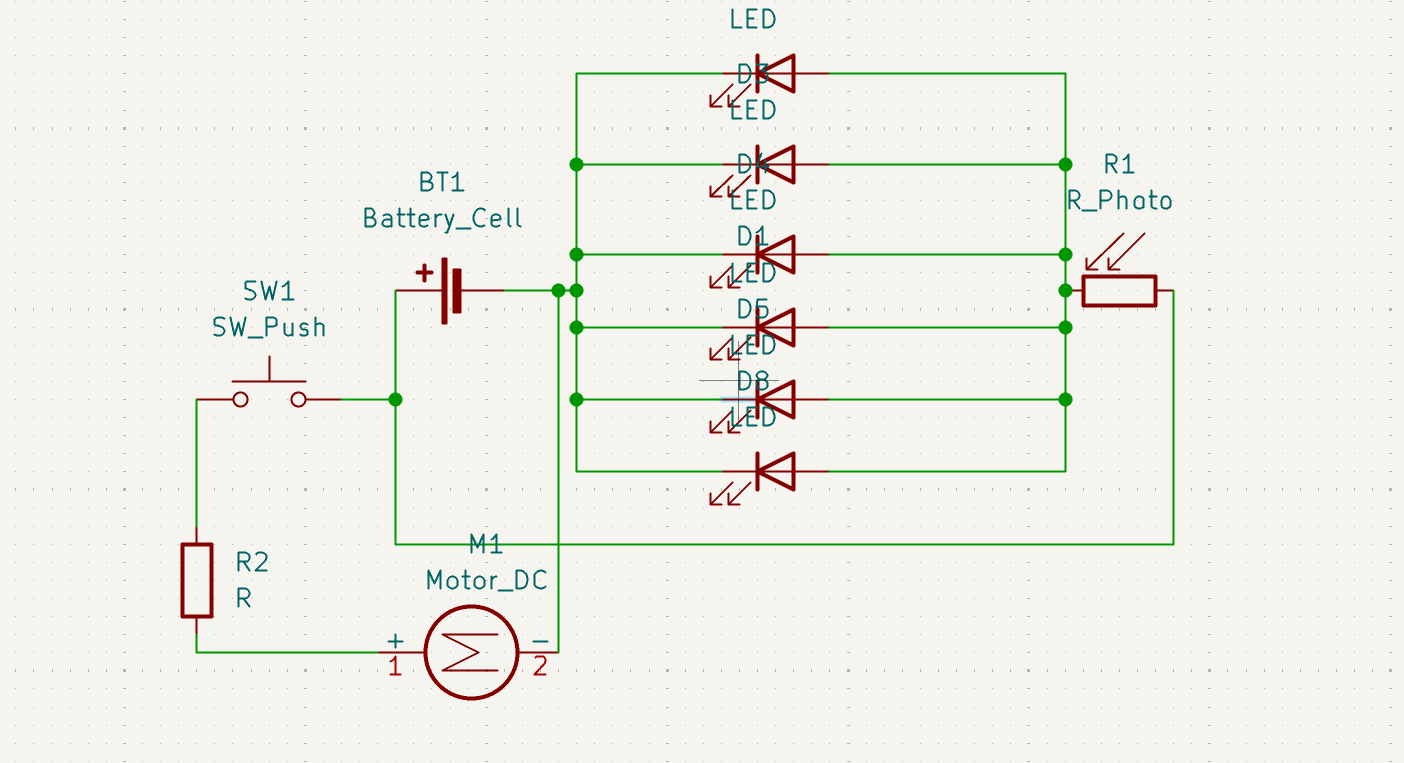 LED
D3
LED
D4
LED
D1
LED
D5
LED
D8
LED
R1
R_Photo
BT1
Battery_Cell
+
SW1
SW_Push
R2
R
M1
Motor_DC
+
1
−
2